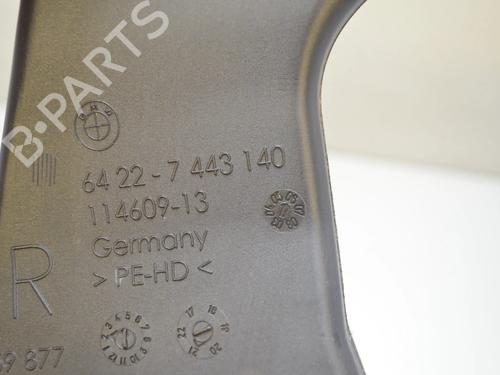 B-PARTS
BMW
64 22 - 7 443 140
114609-13
Germany
> PE-HD <
R
9 877